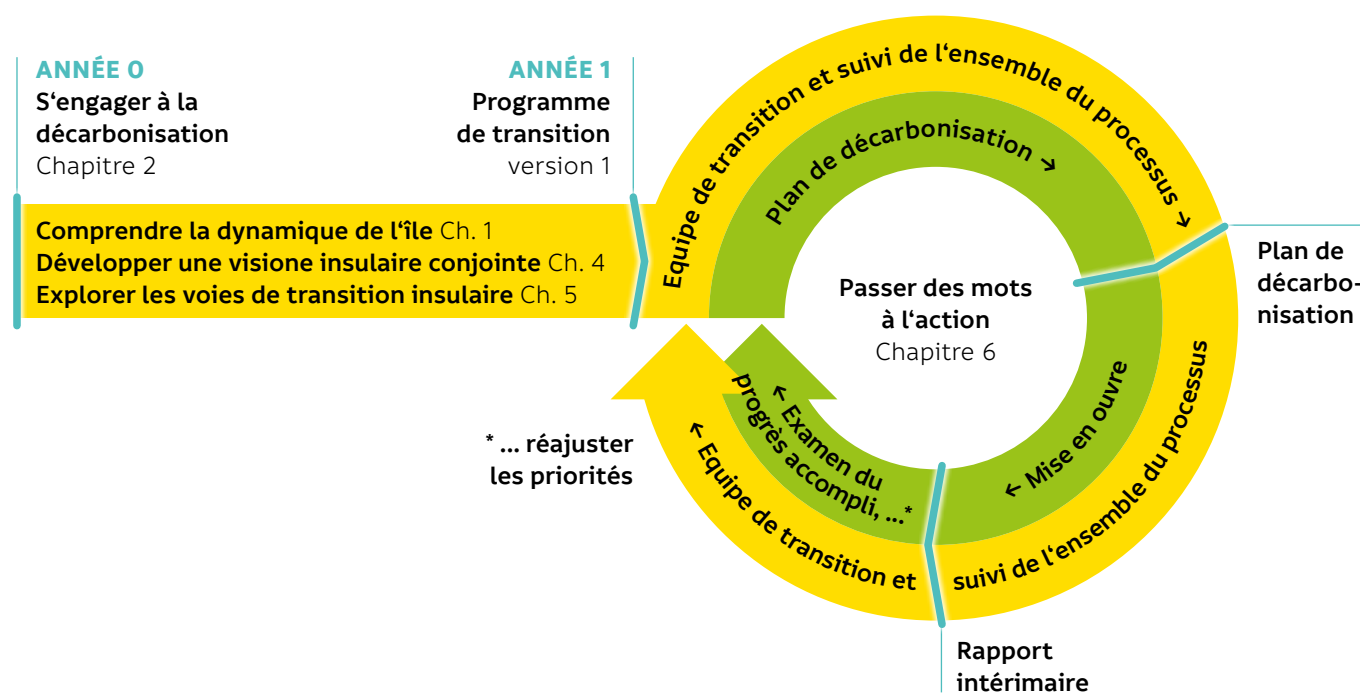 ANNÉE 0
S‘engager à la
décarbonisation
Chapitre 2
ANNÉE 1
Programme
de transition
version 1
Comprendre la dynamique de l‘île Ch. 1
Développer une visione insulaire conjointe Ch. 4
Explorer les voies de transition insulaire Ch. 5
Equipe de transition et suivi de l‘ensemble du processus →
Plan de décarbonisation →
Plan de
décarbo-
nisation
Passer des mots
à l‘action
Chapitre 6
← Mise en ouvre
← Examen du
progrès accompli, ...*
← Equipe de transition et suivi de l‘ensemble du processus
* ... réajuster
les priorités
Rapport
intérimaire